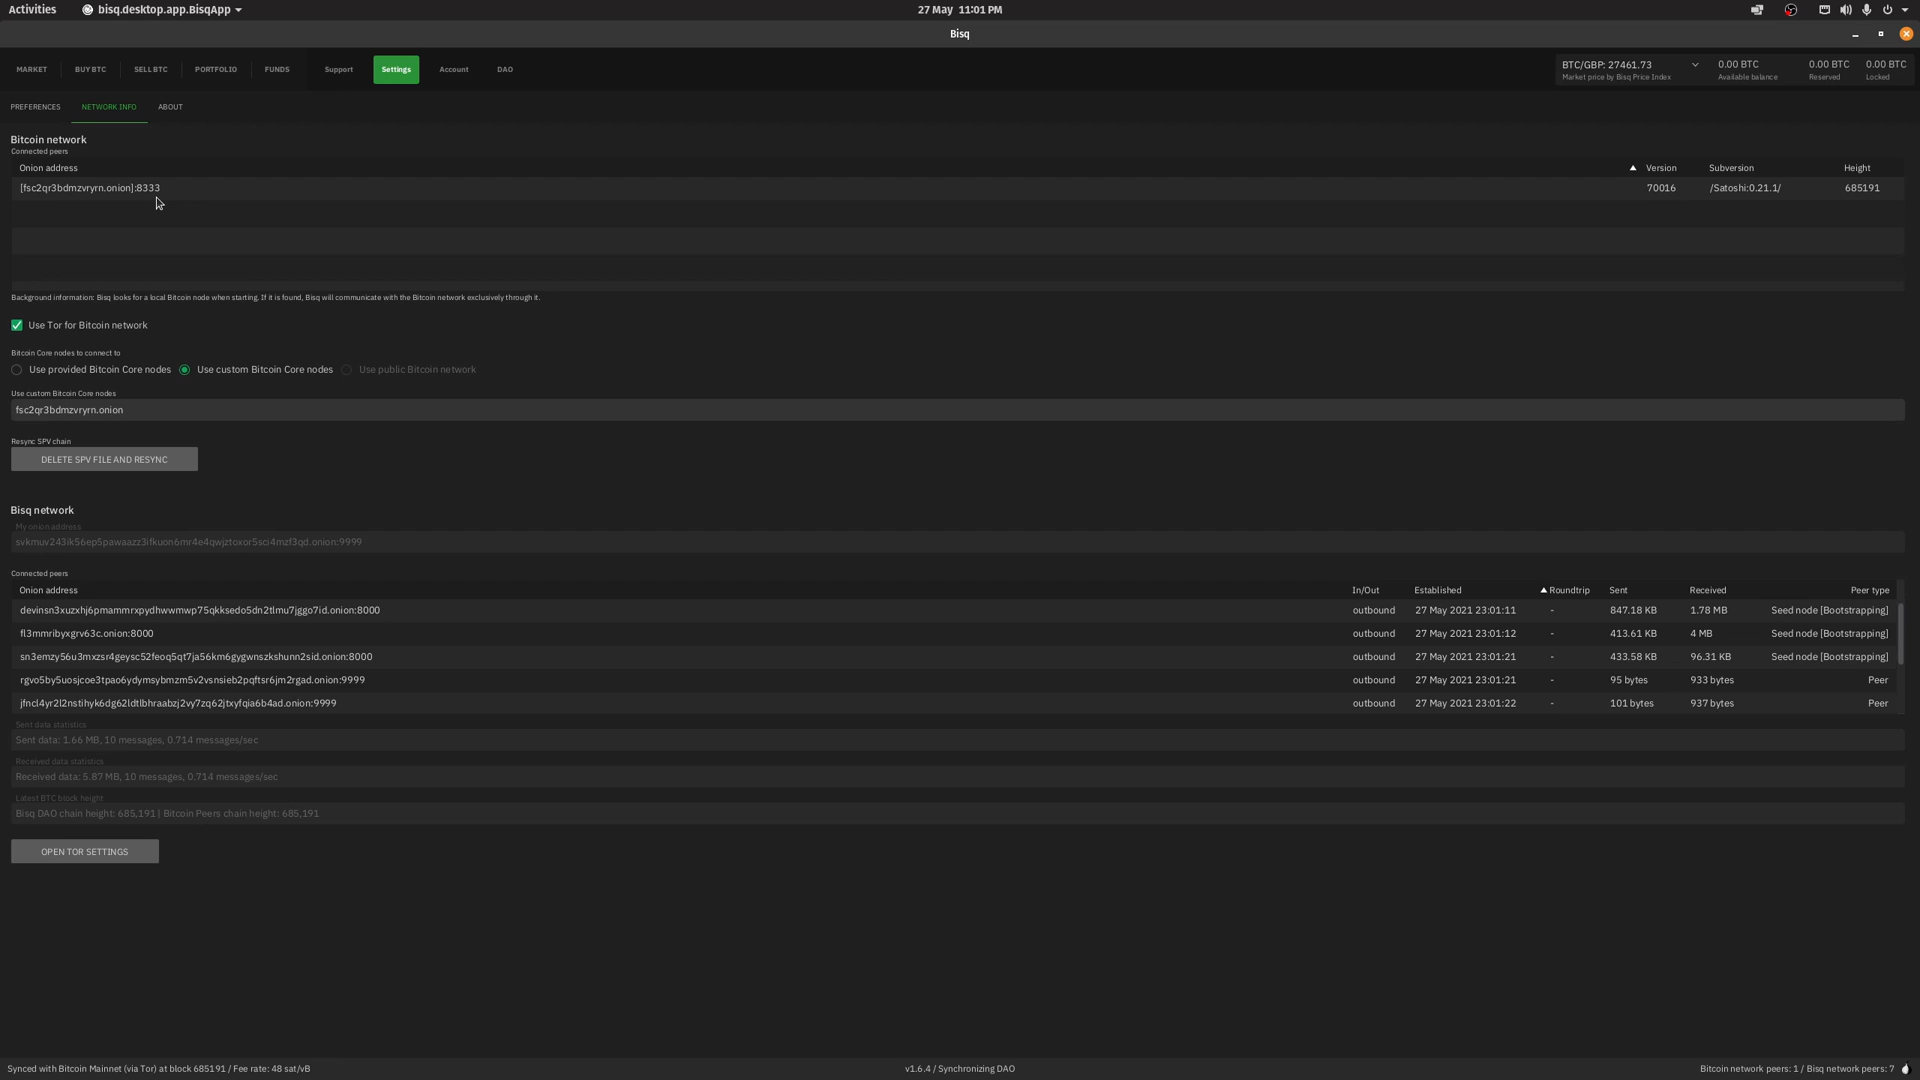 Activities bisq.desktop.app.BisqApp 27 May 11:01 PM
Bisq
MARKET BUY BTC SELL BTC PORTFOLIO FUNDS Support Settings Account DAO BTC/GBP: 27461.73 0.00 BTC 0.00 BTC 0.00 BTC
Market price by Bisq Price Index Available balance Reserved Locked
PREFERENCES NETWORK INFO ABOUT
Bitcoin network
Connected peers
Onion address Version Subversion Height
[fsc2qr3bdmzvryrn.onion]:8333 70016 /Satoshi:0.21.1/ 685191
Background information: Bisq looks for a local Bitcoin node when starting. If it is found, Bisq will communicate with the Bitcoin network exclusively through it.
Use Tor for Bitcoin network
Bitcoin Core nodes to connect to
Use provided Bitcoin Core nodes Use custom Bitcoin Core nodes Use public Bitcoin network
Use custom Bitcoin Core nodes
fsc2qr3bdmzvryrn.onion
Resync SPV chain
DELETE SPV FILE AND RESYNC
Bisq network
My onion address
svkmuv243ik56ep5pawaazz3ifkuon6mr4e4qwjztoxor5sci4mzf3qd.onion:9999
Connected peers
Onion address In/Out Established Roundtrip Sent Received Peer type
devinsn3xuzxhj6pmammrxpydhwwmwp75qkksedo5dn2tlmu7jggo7id.onion:8000 outbound 27 May 2021 23:01:11 - 847.18 KB 1.78 MB Seed node [Bootstrapping]
fl3mmribyxgrv63c.onion:8000 outbound 27 May 2021 23:01:12 - 413.61 KB 4 MB Seed node [Bootstrapping]
sn3emzy56u3mxzsr4geysc52feoq5qt7ja56km6gygwnszkshunn2sid.onion:8000 outbound 27 May 2021 23:01:21 - 433.58 KB 96.31 KB Seed node [Bootstrapping]
rgvo5by5uosjcoe3tpao6ydymsybmzm5v2vsnsieb2pqftsr6jm2rgad.onion:9999 outbound 27 May 2021 23:01:21 - 95 bytes 933 bytes Peer
jfncl4yr2l2nstihyk6dg62ldtlbhraabzj2vy7zq62jtxyfqia6b4ad.onion:9999 outbound 27 May 2021 23:01:22 - 101 bytes 937 bytes Peer
Sent data statistics
Sent data: 1.66 MB, 10 messages, 0.714 messages/sec
Received data statistics
Received data: 5.87 MB, 10 messages, 0.714 messages/sec
Latest BTC block height
Bisq DAO chain height: 685,191 | Bitcoin Peers chain height: 685,191
OPEN TOR SETTINGS
Synced with Bitcoin Mainnet (via Tor) at block 685191 / Fee rate: 48 sat/vB v1.6.4 / Synchronizing DAO Bitcoin network peers: 1 / Bisq network peers: 7